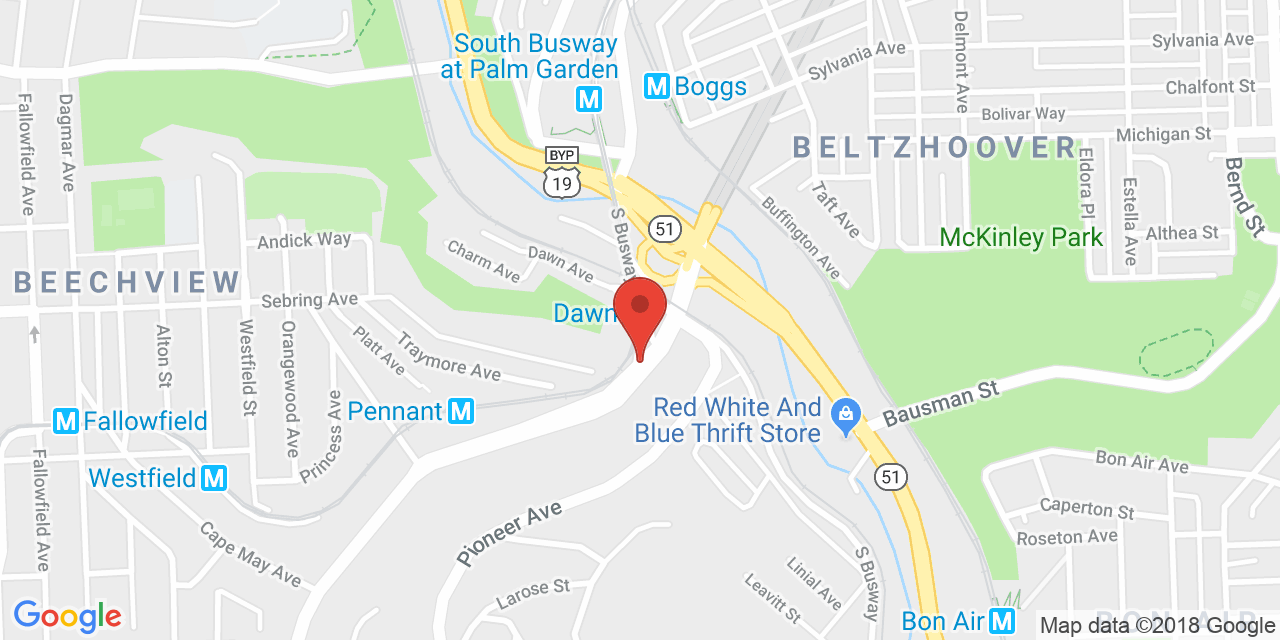 South Busway
at Palm Garden
Boggs
Sylvania Ave
Delmont Ave
Sylvania Ave
Chalfont St
Bolivar Way
Michigan St
BELTZHOOVER
Fallowfield Ave
Dagmar Ave
BYP
19
51
S Busway
Buffington Ave
Taft Ave
Eldora Pl
Estella Ave
Bernd St
Althea St
McKinley Park
Andick Way
Charm Ave
Dawn Ave
BEECHVIEW
Sebring Ave
Dawn
Alton St
Westfield St
Orangewood Ave
Platt Ave
Traymore Ave
Princess Ave
Pennant
Fallowfield
Westfield
Fallowfield Ave
Cape May Ave
Red White And
Blue Thrift Store
Bausman St
51
Bon Air Ave
Caperton St
Roseton Ave
Pioneer Ave
Larose St
Leavitt St
Linial Ave
S Busway
Bon Air
BON AIR
Google
Map data ©2018 Google